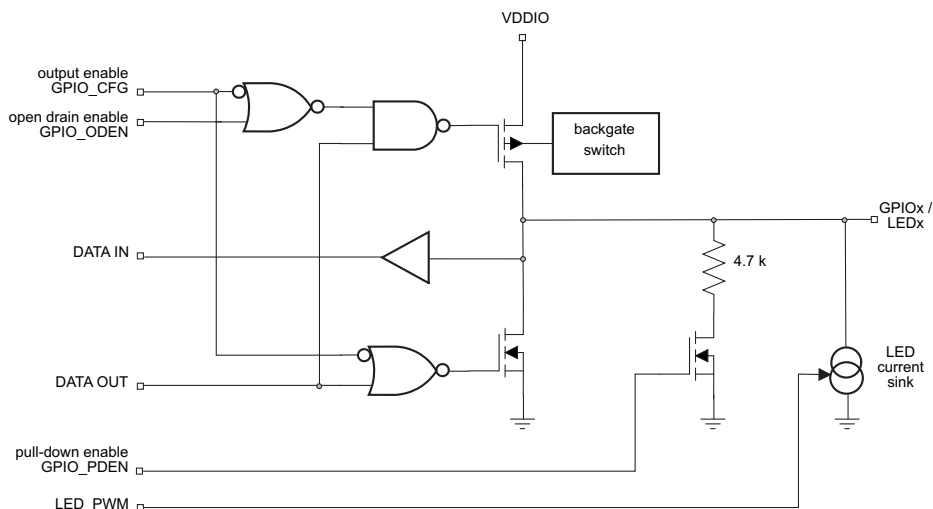 VDDIO
output enable
GPIO_CFG
open drain enable
GPIO_ODEN
backgate
switch
GPIOx /
LEDx
DATA IN
4.7 k
LED
current
sink
DATA OUT
pull-down enable
GPIO_PDEN
LED_PWM